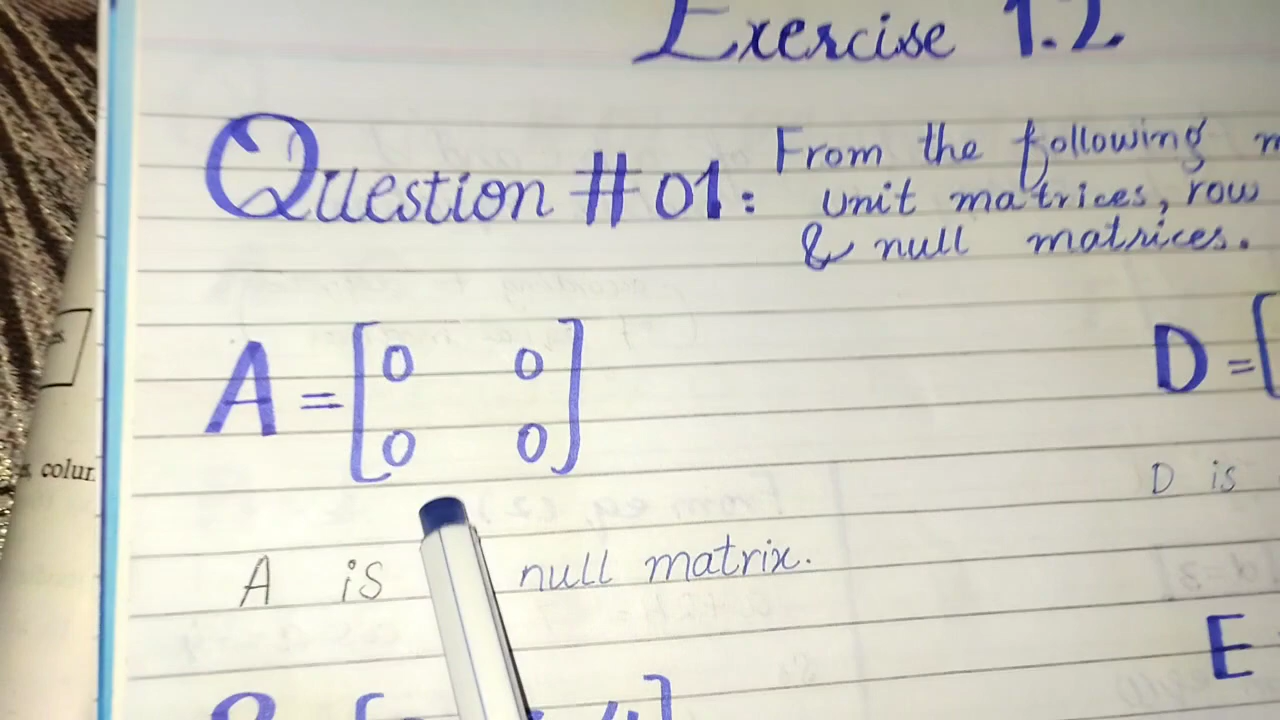 Exercise 1.2
Question #01: From the following
unit matrices, row
& null matrices.
A = [0 0
0 0]
D = [
A is null matrix.
D is
E
colur